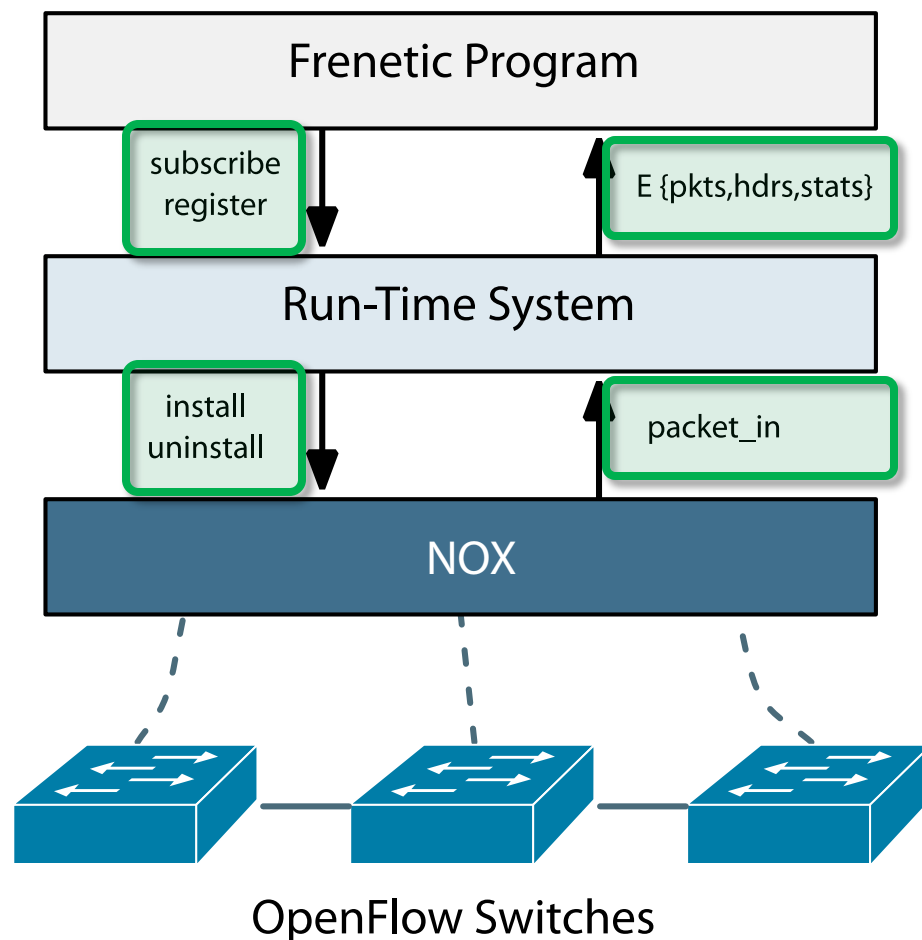 Frenetic Program
subscribe
register
E {pkts,hdrs,stats}
Run-Time System
install
uninstall
packet_in
NOX
OpenFlow Switches